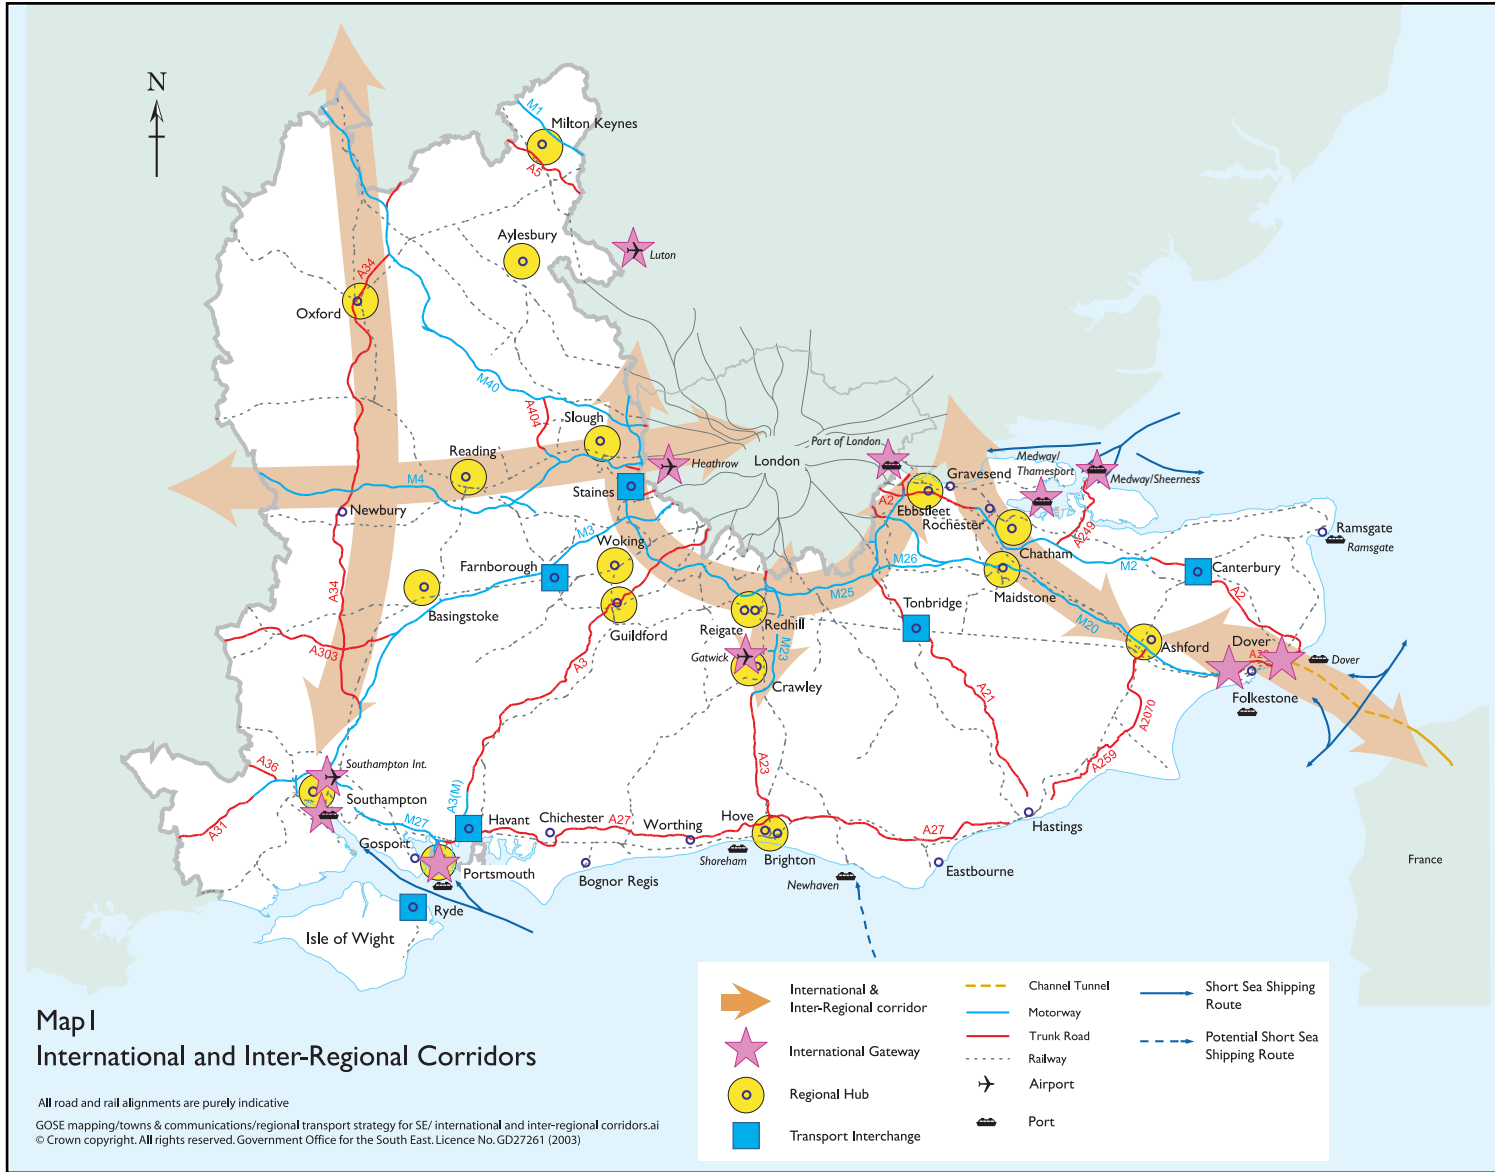 N
M1
Milton Keynes
A5
Aylesbury
Luton
A34
Oxford
M40
A404
Slough
Reading
Heathrow
London
Port of London
M4
Staines
Newbury
Gravesend
Medway/
Thamesport
Medway/Sheerness
A2
Ebbsfleet
Rochester
A249
Ramsgate
Ramsgate
M3
Woking
Farnborough
Chatham
M26
M2
Canterbury
A34
Basingstoke
Guildford
M25
Maidstone
A2
Tonbridge
Reigate
Redhill
M20
A303
A3
Gatwick
M23
Ashford
Dover
Dover
A20
Crawley
A21
Folkestone
A2070
A36
Southampton Int.
A23
A259
Southampton
A3(M)
A31
M27
Havant
Chichester
A27
Worthing
Hove
A27
Hastings
Gosport
Shoreham
Brighton
Portsmouth
Bognor Regis
Newhaven
Eastbourne
France
Ryde
Isle of Wight
Map1
International and Inter-Regional Corridors
All road and rail alignments are purely indicative
GOSE mapping/towns & communications/regional transport strategy for SE/ international and inter-regional corridors.ai
© Crown copyright. All rights reserved. Government Office for the South East. Licence No. GD27261 (2003)
International &
Inter-Regional corridor
International Gateway
Regional Hub
Transport Interchange
Channel Tunnel
Motorway
Trunk Road
Railway
Airport
Port
Short Sea Shipping
Route
Potential Short Sea
Shipping Route